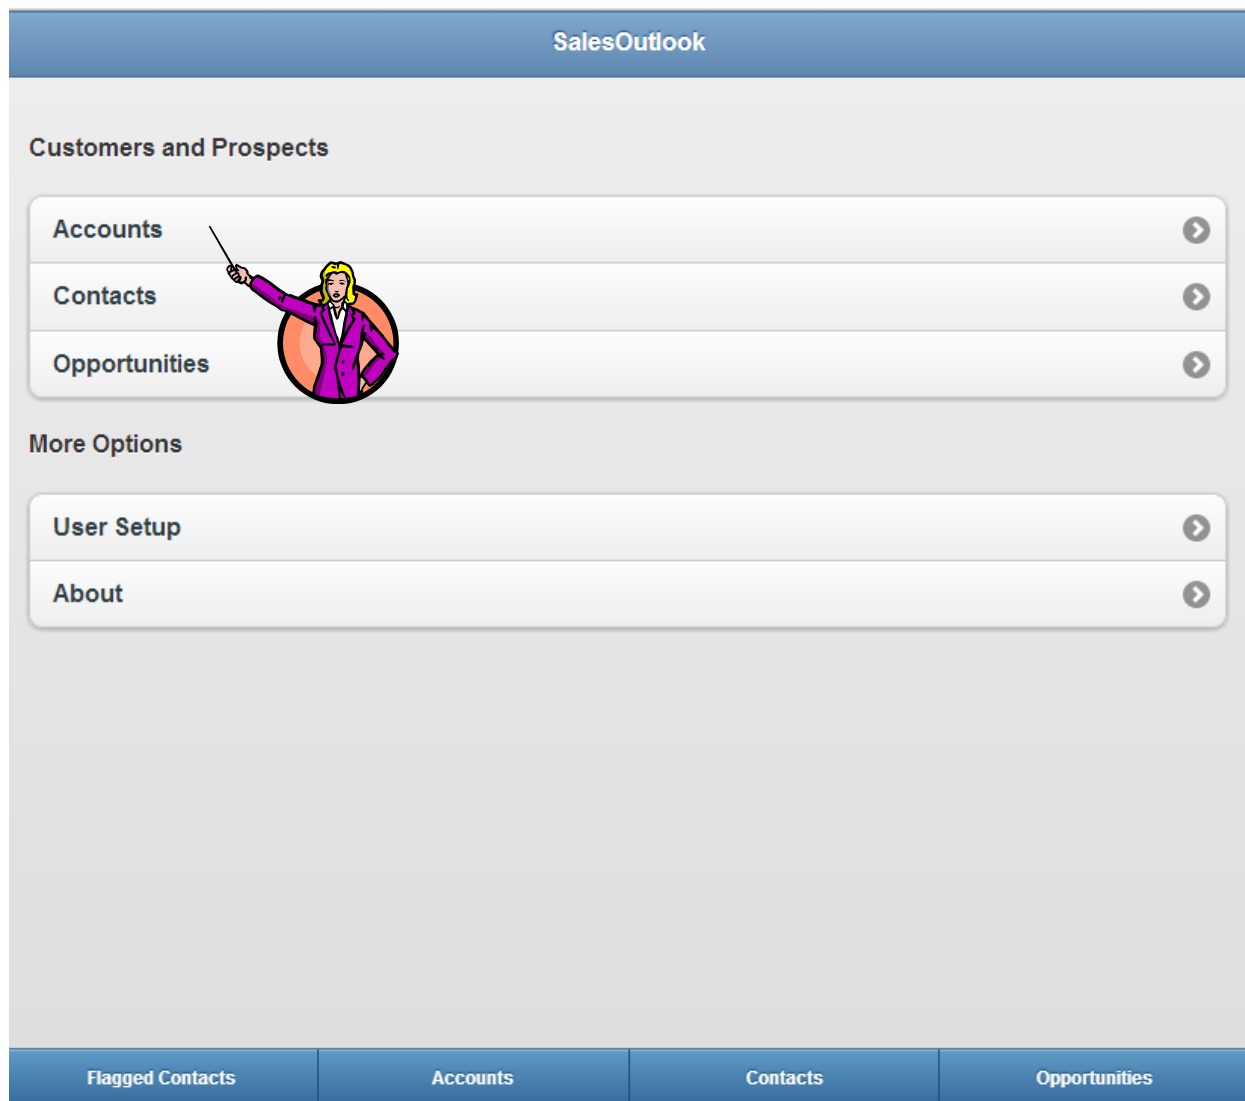 SalesOutlook
Customers and Prospects
Accounts
Contacts
Opportunities
More Options
User Setup
About
Flagged Contacts Accounts Contacts Opportunities